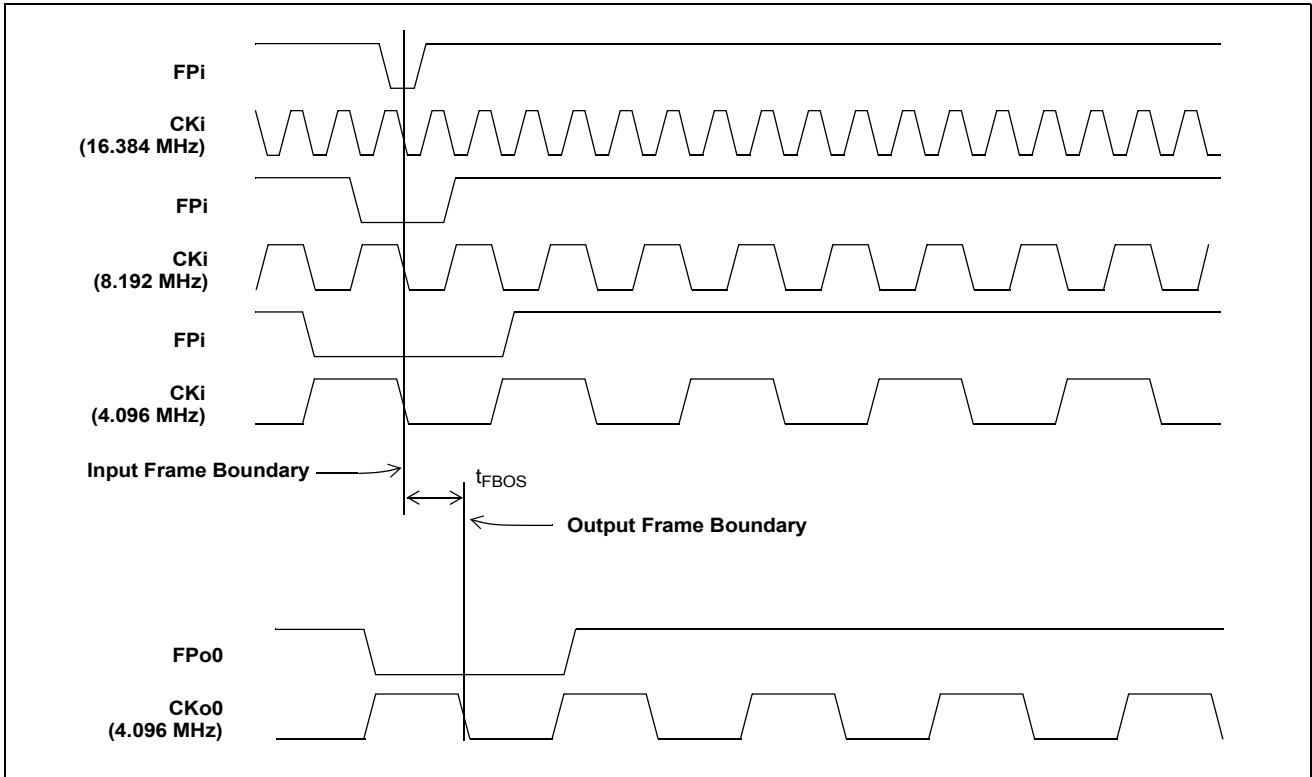 FPi
CKi
(16.384 MHz)
FPi
CKi
(8.192 MHz)
FPi
CKi
(4.096 MHz)
Input Frame Boundary
tFBOS
Output Frame Boundary
FPo0
CKo0
(4.096 MHz)